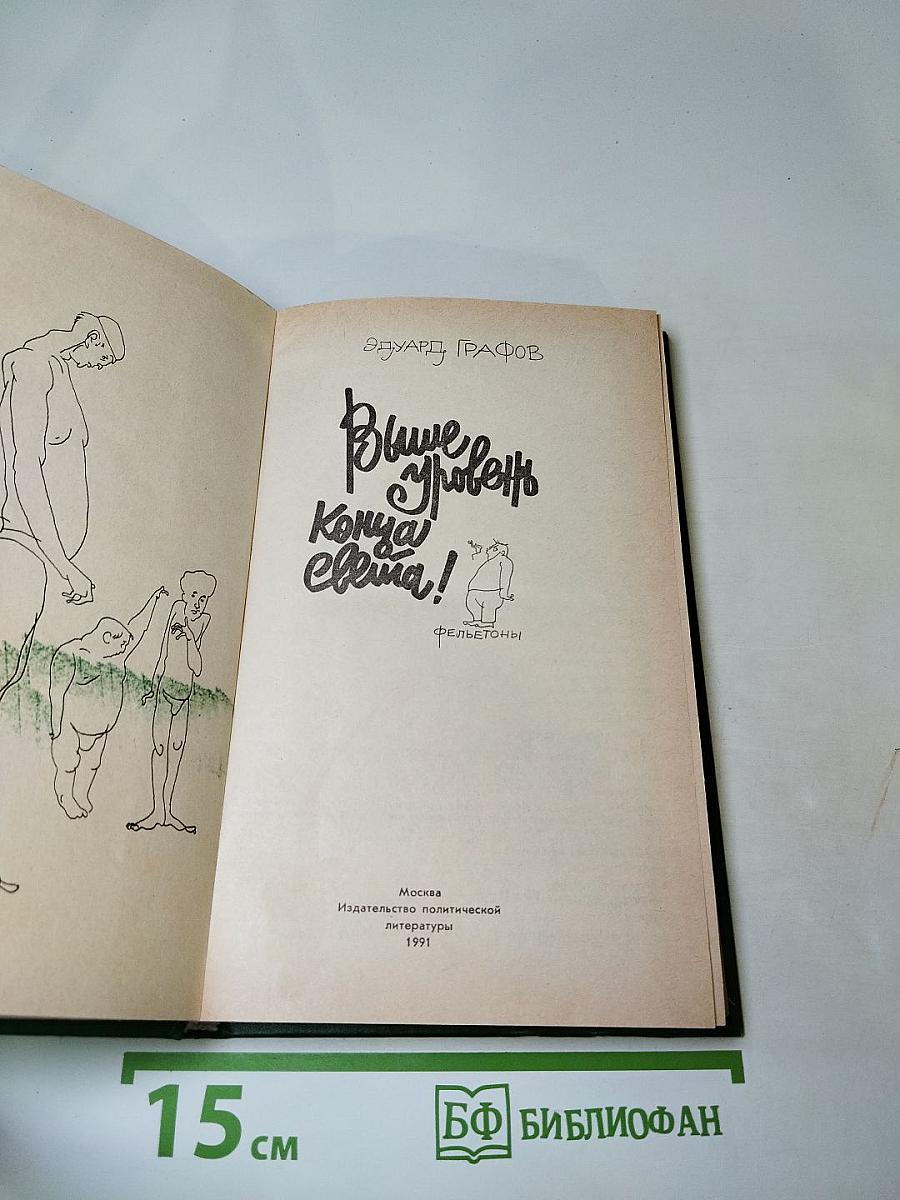 Эдуард Графов
Выше
уровень
конца
света!
фельетоны
Москва
Издательство политической
литературы
1991
15 см
БФ БИБЛИОФАН